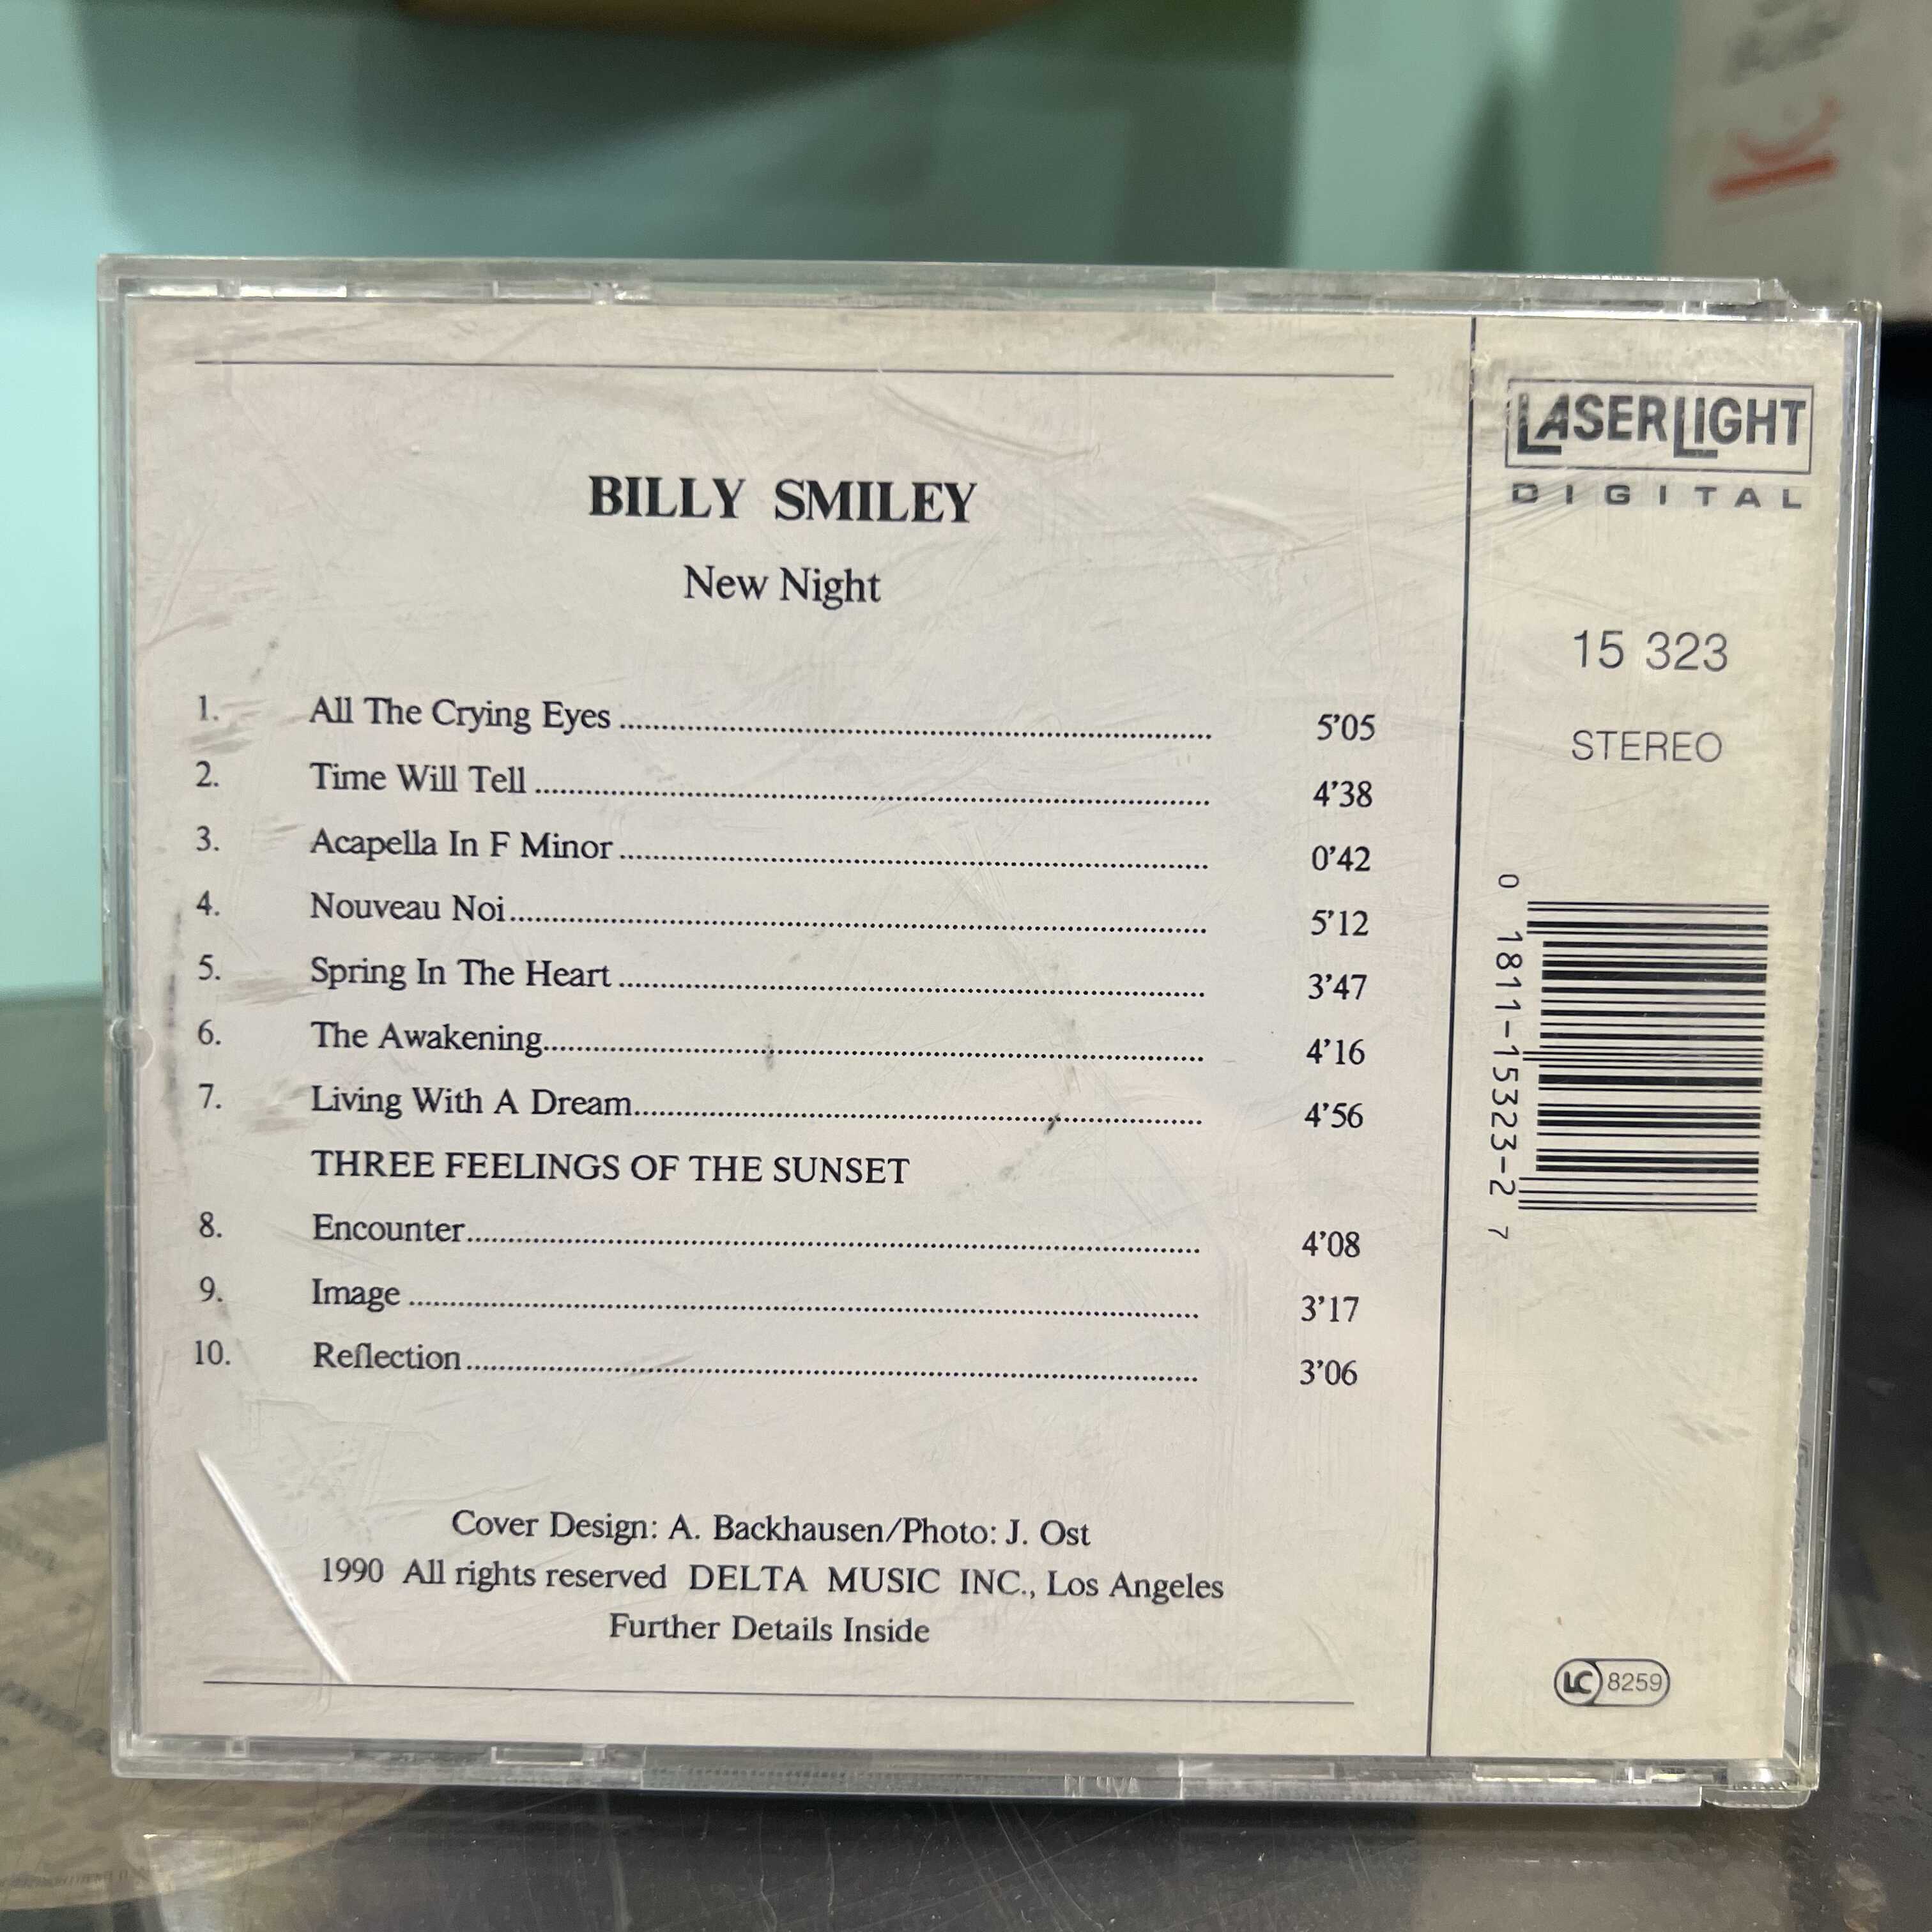 BILLY SMILEY
New Night
1. All The Crying Eyes 5'05
2. Time Will Tell 4'38
3. Acapella In F Minor 0'42
4. Nouveau Noi 5'12
5. Spring In The Heart 3'47
6. The Awakening 4'16
7. Living With A Dream 4'56
THREE FEELINGS OF THE SUNSET
8. Encounter 4'08
9. Image 3'17
10. Reflection 3'06
Cover Design: A. Backhausen/Photo: J. Ost
1990 All rights reserved DELTA MUSIC INC., Los Angeles
Further Details Inside
LASERLIGHT
DIGITAL
15 323
STEREO
0 1811-15323-2 7
LC 8259